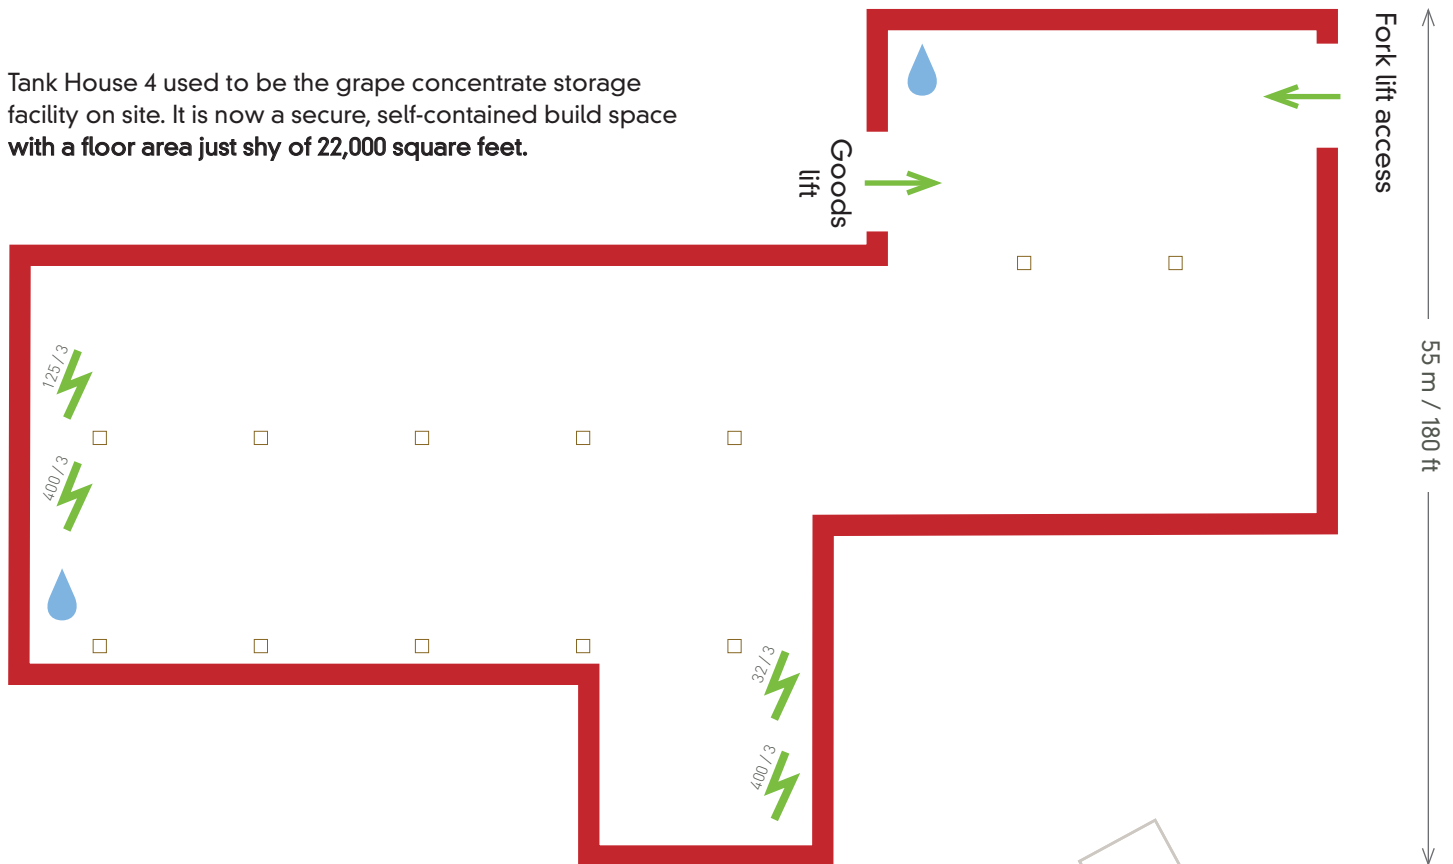 Tank House 4 used to be the grape concentrate storage
facility on site. It is now a secure, self-contained build space
with a floor area just shy of 22,000 square feet.
Goods
lift
Fork lift access
55 m / 180 ft
125 / 3
400 / 3
32 / 3
400 / 3